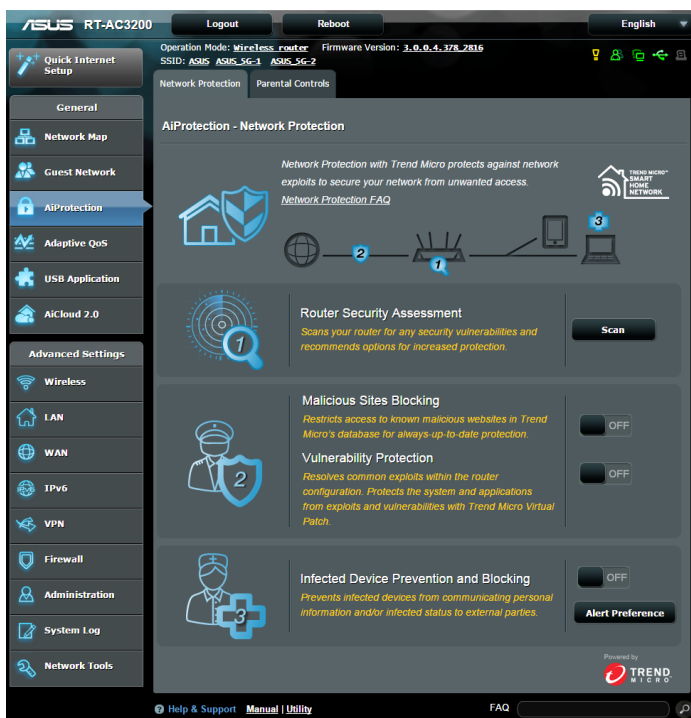 ASUS RT-AC3200 Logout Reboot English
Operation Mode: Wireless router Firmware Version: 3.0.0.4.378_2816
SSID: ASUS ASUS_5G-1 ASUS_5G-2
Quick Internet
Setup
General
Network Map
Guest Network
AiProtection
Adaptive QoS
USB Application
AiCloud 2.0
Advanced Settings
Wireless
LAN
WAN
IPv6
VPN
Firewall
Administration
System Log
Network Tools
Network Protection Parental Controls
AiProtection - Network Protection
Network Protection with Trend Micro protects against network
exploits to secure your network from unwanted access.
Network Protection FAQ
TREND MICRO™
SMART
HOME
NETWORK
3
2
1
1
Router Security Assessment
Scans your router for any security vulnerabilities and
recommends options for increased protection.
Scan
2
Malicious Sites Blocking
Restricts access to known malicious websites in Trend
Micro's database for always-up-to-date protection.
OFF
Vulnerability Protection
Resolves common exploits within the router
configuration. Protects the system and applications
from exploits and vulnerabilities with Trend Micro Virtual
Patch.
OFF
3
Infected Device Prevention and Blocking
Prevents infected devices from communicating personal
information and/or infected status to external parties.
OFF
Alert Preference
Powered by
TREND
MICRO
Help & Support Manual | Utility FAQ